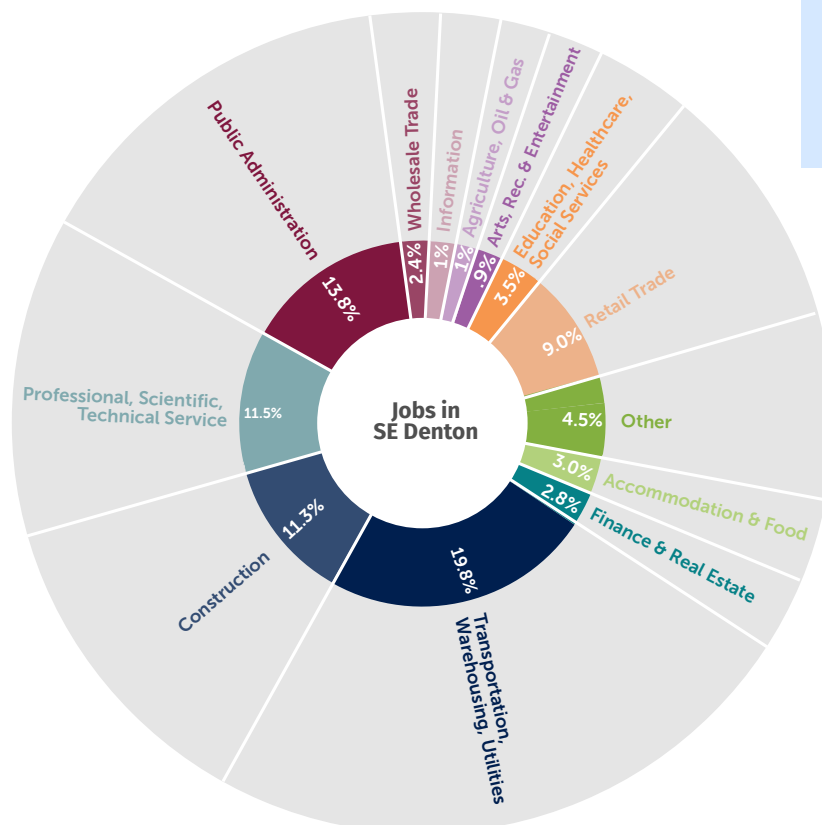 Jobs in
SE Denton
Wholesale Trade
2.4%
Information
1%
Agriculture, Oil & Gas
1%
Arts, Rec. & Entertainment
.9%
Education, Healthcare,
Social Services
3.5%
Retail Trade
9.0%
Other
4.5%
Accommodation & Food
3.0%
Finance & Real Estate
2.8%
Transportation,
Warehousing, Utilities
19.8%
Construction
11.3%
Professional, Scientific,
Technical Service
11.5%
Public Administration
13.8%